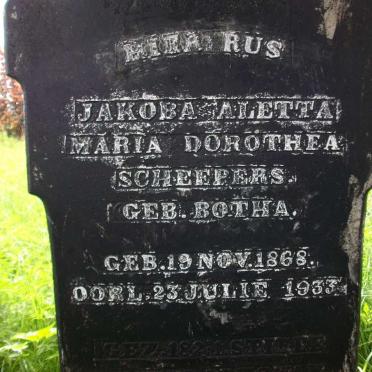 HIER RUS
JAKOBA ALETTA
MARIA DOROTHEA
SCHEEPERS.
GEB. BOTHA.
GEB. 19 NOV. 1868.
OORL. 23 JULIE 1933.